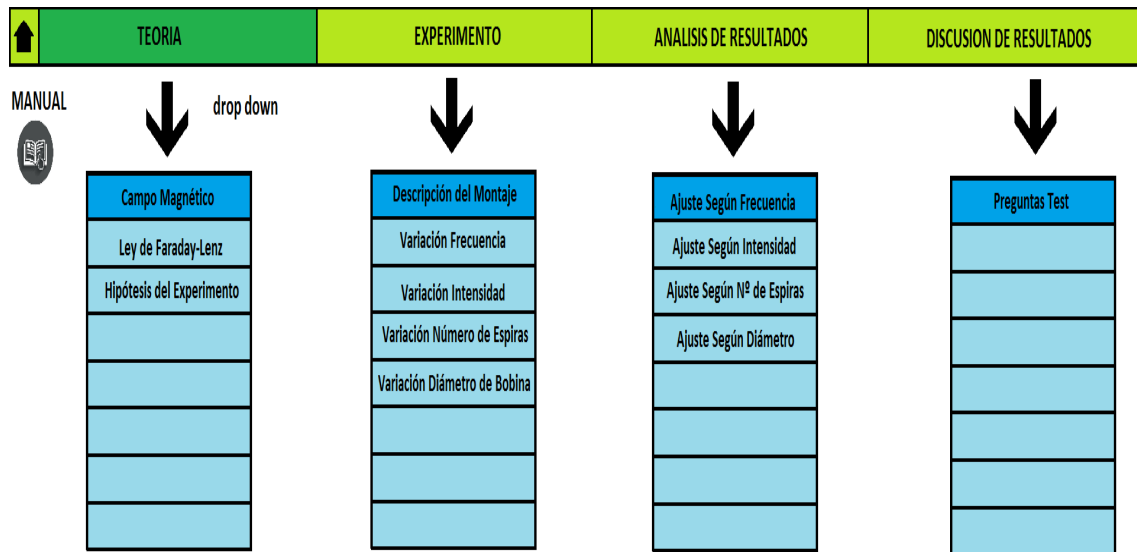 TEORIA
EXPERIMENTO
ANALISIS DE RESULTADOS
DISCUSION DE RESULTADOS
MANUAL
drop down
Campo Magnético
Ley de Faraday-Lenz
Hipótesis del Experimento
Descripción del Montaje
Variación Frecuencia
Variación Intensidad
Variación Número de Espiras
Variación Diámetro de Bobina
Ajuste Según Frecuencia
Ajuste Según Intensidad
Ajuste Según Nº de Espiras
Ajuste Según Diámetro
Preguntas Test